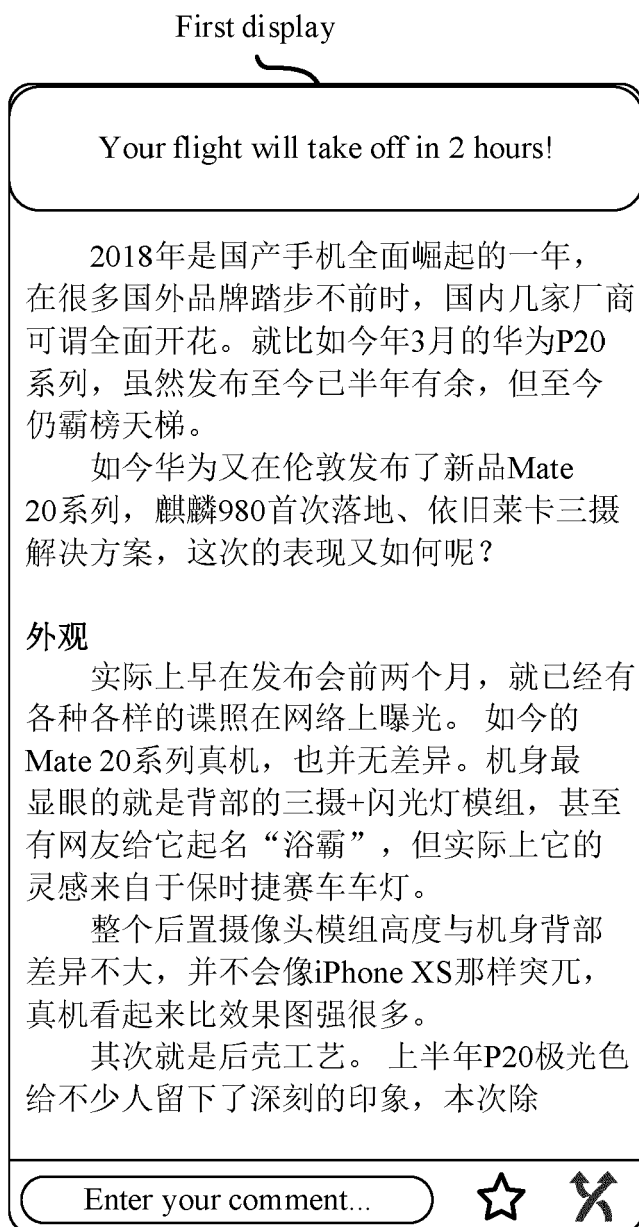 First display
Your flight will take off in 2 hours!
2018年是国产手机全面崛起的一年，
在很多国外品牌踏步不前时，国内几家厂商
可谓全面开花。就比如今年3月的华为P20
系列，虽然发布至今已半年有余，但至今
仍霸榜天梯。
如今华为又在伦敦发布了新品Mate
20系列，麒麟980首次落地、依旧莱卡三摄
解决方案，这次的表现又如何呢？
外观
实际上早在发布会前两个月，就已经有
各种各样的谍照在网络上曝光。 如今的
Mate 20系列真机，也并无差异。机身最
显眼的就是背部的三摄+闪光灯模组，甚至
有网友给它起名“浴霸”，但实际上它的
灵感来自于保时捷赛车车灯。
整个后置摄像头模组高度与机身背部
差异不大，并不会像iPhone XS那样突兀，
真机看起来比效果图强很多。
其次就是后壳工艺。 上半年P20极光色
给不少人留下了深刻的印象，本次除
Enter your comment...